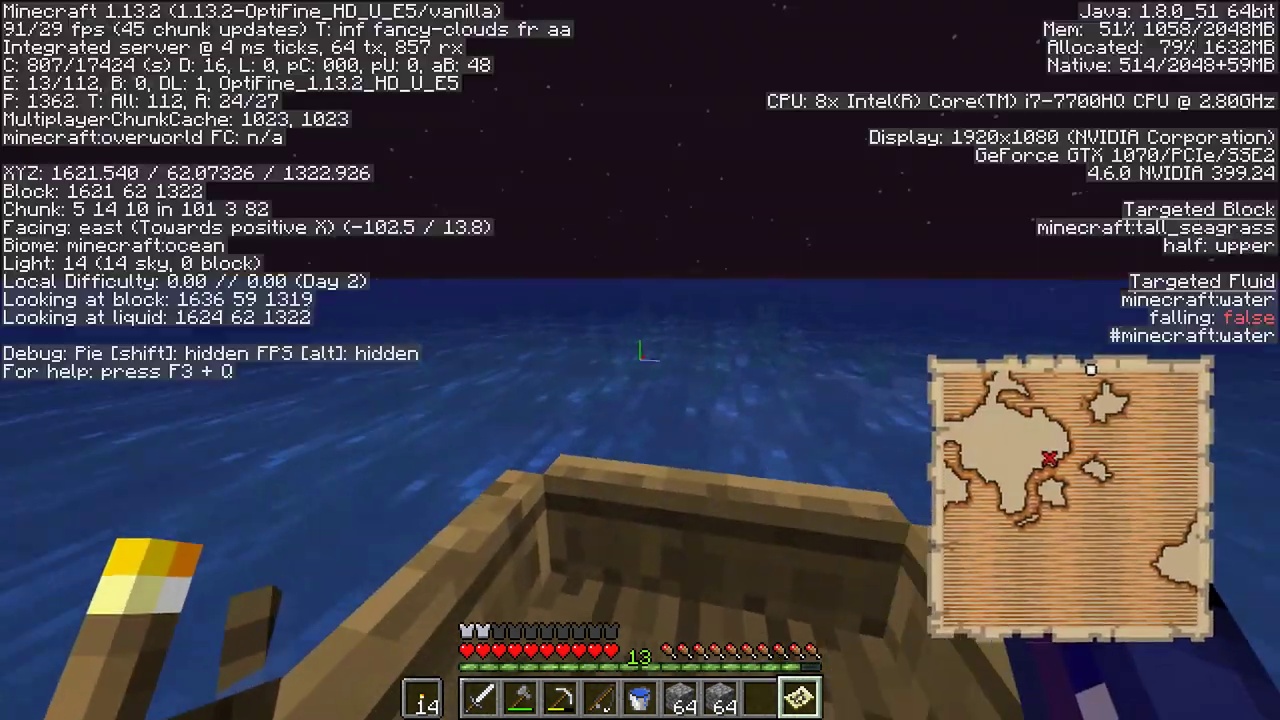 Minecraft 1.13.2 (1.13.2-OptiFine_HD_U_E5/vanilla)
91/29 fps (45 chunk updates) T: inf fancy-clouds fr aa
Integrated server @ 4 ms ticks, 64 tx, 857 rx
C: 807/17424 (s) D: 16, L: 0, pC: 000, pU: 0, aB: 48
E: 13/112, B: 0, DL: 1, OptiFine_1.13.2_HD_U_E5
P: 1362. T: All: 112, A: 24/27
MultiplayerChunkCache: 1023, 1023
minecraft:overworld FC: n/a
XYZ: 1621.540 / 62.07326 / 1322.926
Block: 1621 62 1322
Chunk: 5 14 10 in 101 3 82
Facing: east (Towards positive X) (-102.5 / 13.8)
Biome: minecraft:ocean
Light: 14 (14 sky, 0 block)
Local Difficulty: 0.00 // 0.00 (Day 2)
Looking at block: 1636 59 1319
Looking at liquid: 1624 62 1322
Debug: Pie [shift]: hidden FPS [alt]: hidden
For help: press F3 + Q
Java: 1.8.0_51 64bit
Mem: 51% 1058/2048MB
Allocated: 79% 1632MB
Native: 514/2048+59MB
CPU: 8x Intel(R) Core(TM) i7-7700HQ CPU @ 2.80GHz
Display: 1920x1080 (NVIDIA Corporation)
GeForce GTX 1070/PCIe/SSE2
4.6.0 NVIDIA 399.24
Targeted Block
minecraft:tall_seagrass
half: upper
Targeted Fluid
minecraft:water
falling: false
#minecraft:water
13
14
64
64